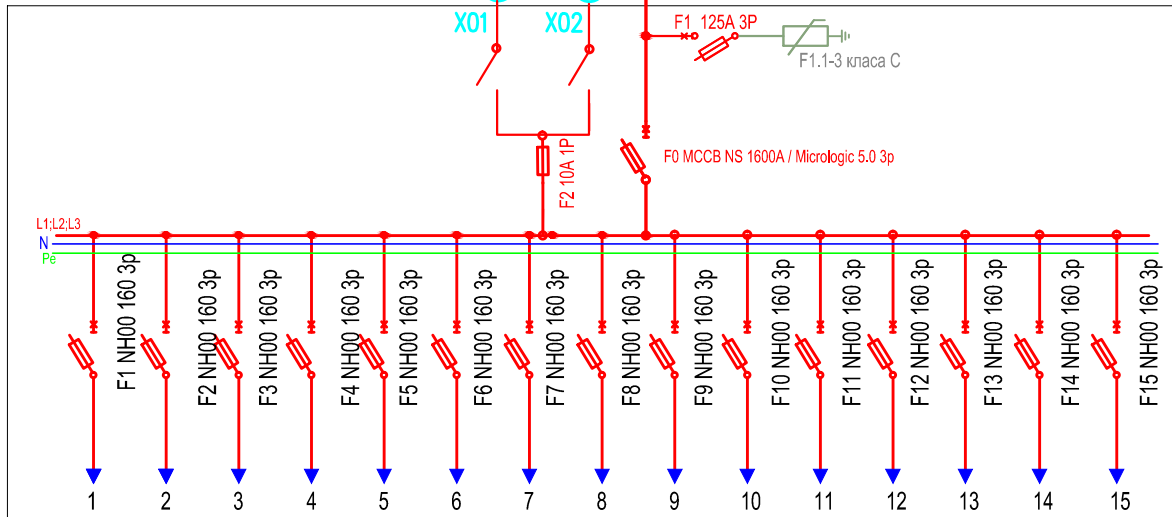 XO1
XO2
F1 125A 3P
F1.1-3 класа C
F2 10A 1P
F0 MCCB NS 1600A / Micrologic 5.0 3p
L1;L2;L3
N
Pe
F1 NH00 160 3p
F2 NH00 160 3p
F3 NH00 160 3p
F4 NH00 160 3p
F5 NH00 160 3p
F6 NH00 160 3p
F7 NH00 160 3p
F8 NH00 160 3p
F9 NH00 160 3p
F10 NH00 160 3p
F11 NH00 160 3p
F12 NH00 160 3p
F13 NH00 160 3p
F14 NH00 160 3p
F15 NH00 160 3p
1 2 3 4 5 6 7 8 9 10 11 12 13 14 15